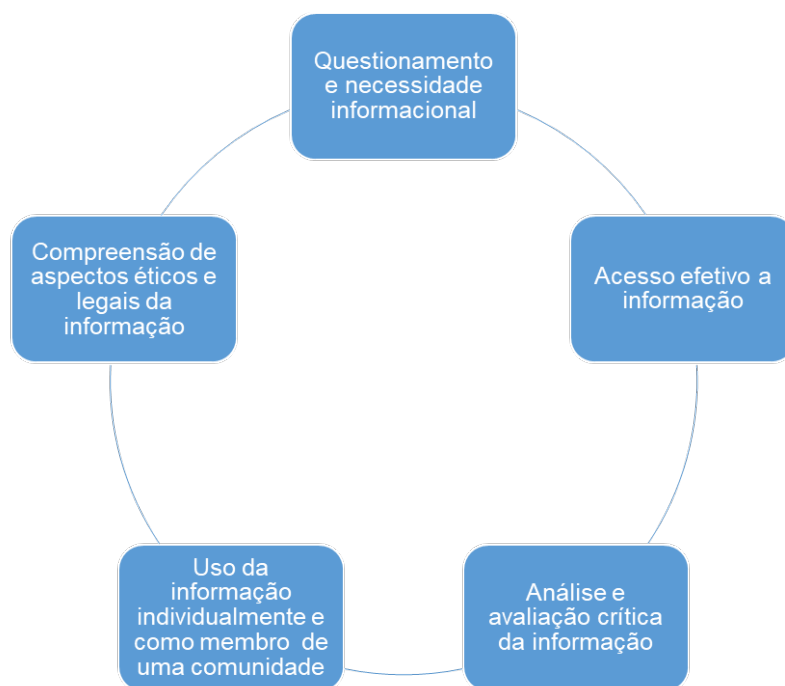 Questionamento
e necessidade
informacional
Acesso efetivo a
informação
Análise e
avaliação crítica
da informação
Uso da
informação
individualmente e
como membro de
uma comunidade
Compreensão de
aspectos éticos e
legais da
informação